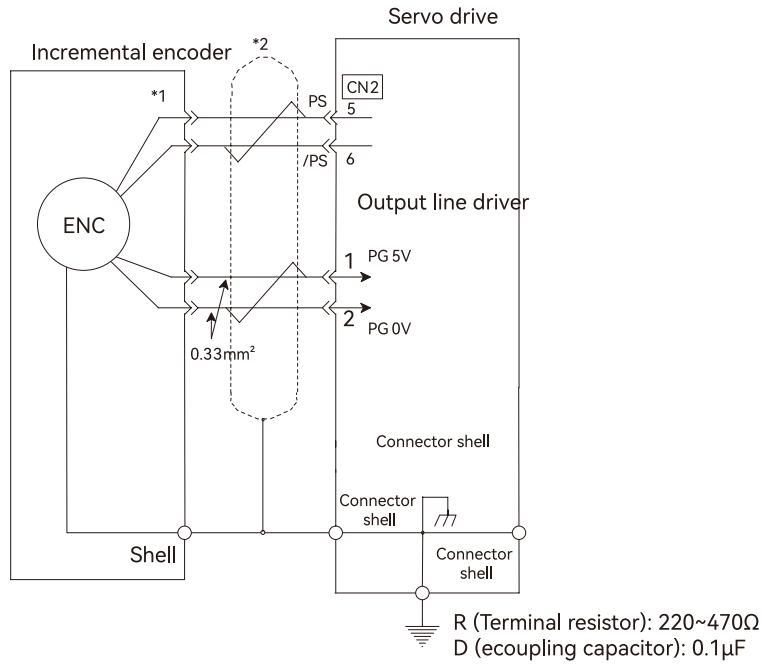 Servo drive
Incremental encoder
*2
*1
PS
CN2
5
/PS
6
ENC
Output line driver
1
PG 5V
2
PG 0V
0.33mm²
Connector shell
Connector
shell
Shell
Connector
shell
R (Terminal resistor): 220~470Ω
D (ecoupling capacitor): 0.1μF